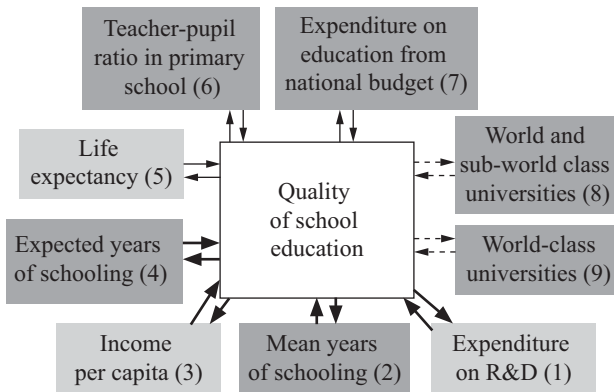 Teacher-pupil
ratio in primary
school (6)
Expenditure on
education from
national budget (7)
Life
expectancy (5)
World and
sub-world class
universities (8)
Quality
of school
education
Expected years
of schooling (4)
World-class
universities (9)
Income
per capita (3)
Mean years
of schooling (2)
Expenditure
on R&D (1)